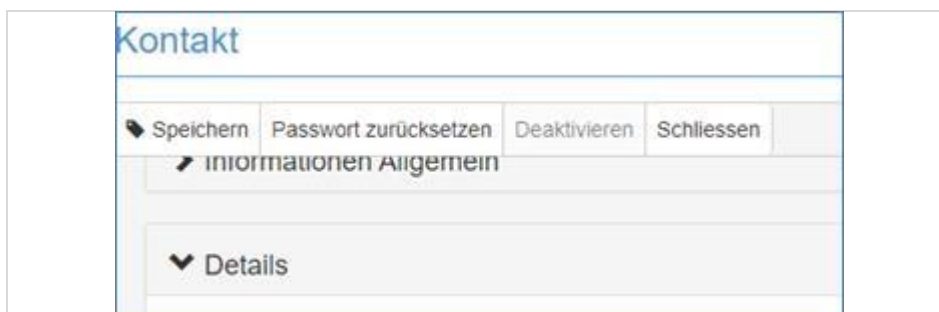 Kontakt
Speichern Passwort zurücksetzen Deaktivieren Schliessen
Informationen Allgemein
Details